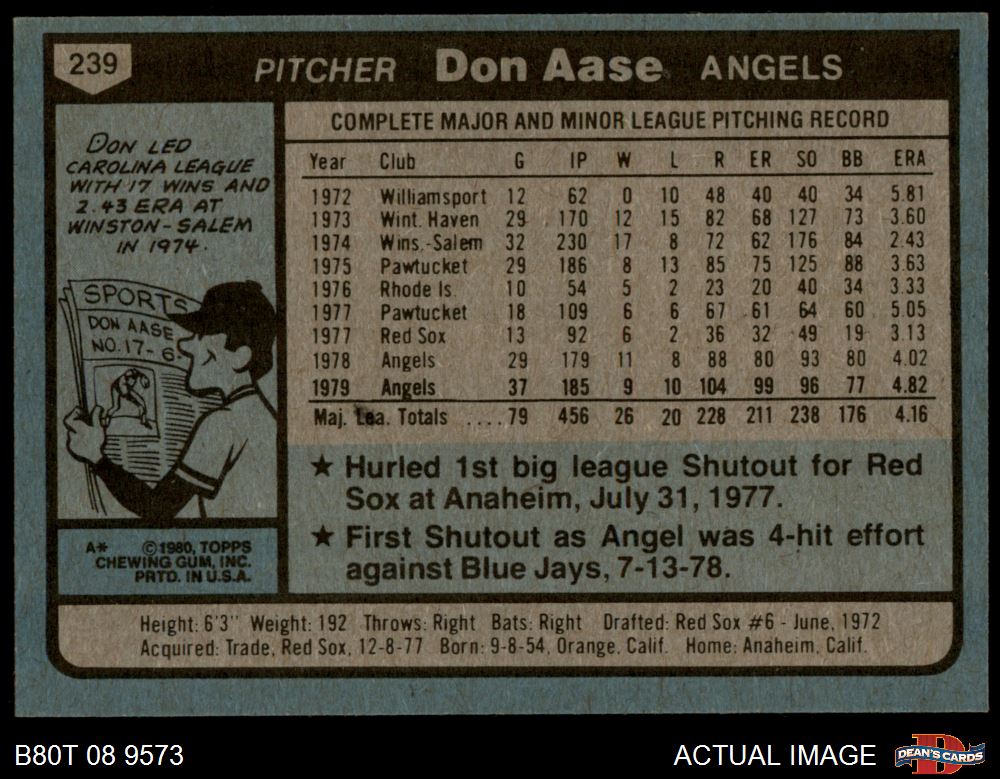 239
PITCHER Don Aase ANGELS
DON LED
CAROLINA LEAGUE
WITH 17 WINS AND
2.43 ERA AT
WINSTON-SALEM
IN 1974.
SPORTS
DON AASE
NO. 17-6
A* ©1980, TOPPS
CHEWING GUM, INC.
PRTD. IN U.S.A.
COMPLETE MAJOR AND MINOR LEAGUE PITCHING RECORD
Year Club G IP W L R ER SO BB ERA
1972 Williamsport 12 62 0 10 48 40 40 34 5.81
1973 Wint. Haven 29 170 12 15 82 68 127 73 3.60
1974 Wins.-Salem 32 230 17 8 72 62 176 84 2.43
1975 Pawtucket 29 186 8 13 85 75 125 88 3.63
1976 Rhode Is. 10 54 5 2 23 20 40 34 3.33
1977 Pawtucket 18 109 6 6 67 61 64 60 5.05
1977 Red Sox 13 92 6 2 36 32 49 19 3.13
1978 Angels 29 179 11 8 88 80 93 80 4.02
1979 Angels 37 185 9 10 104 99 96 77 4.82
Maj. Lea. Totals .... 79 456 26 20 228 211 238 176 4.16
★ Hurled 1st big league Shutout for Red
Sox at Anaheim, July 31, 1977.
★ First Shutout as Angel was 4-hit effort
against Blue Jays, 7-13-78.
Height: 6'3" Weight: 192 Throws: Right Bats: Right Drafted: Red Sox #6 - June, 1972
Acquired: Trade, Red Sox, 12-8-77 Born: 9-8-54, Orange, Calif. Home: Anaheim, Calif.
B80T 08 9573
ACTUAL IMAGE
D
DEAN'S CARDS